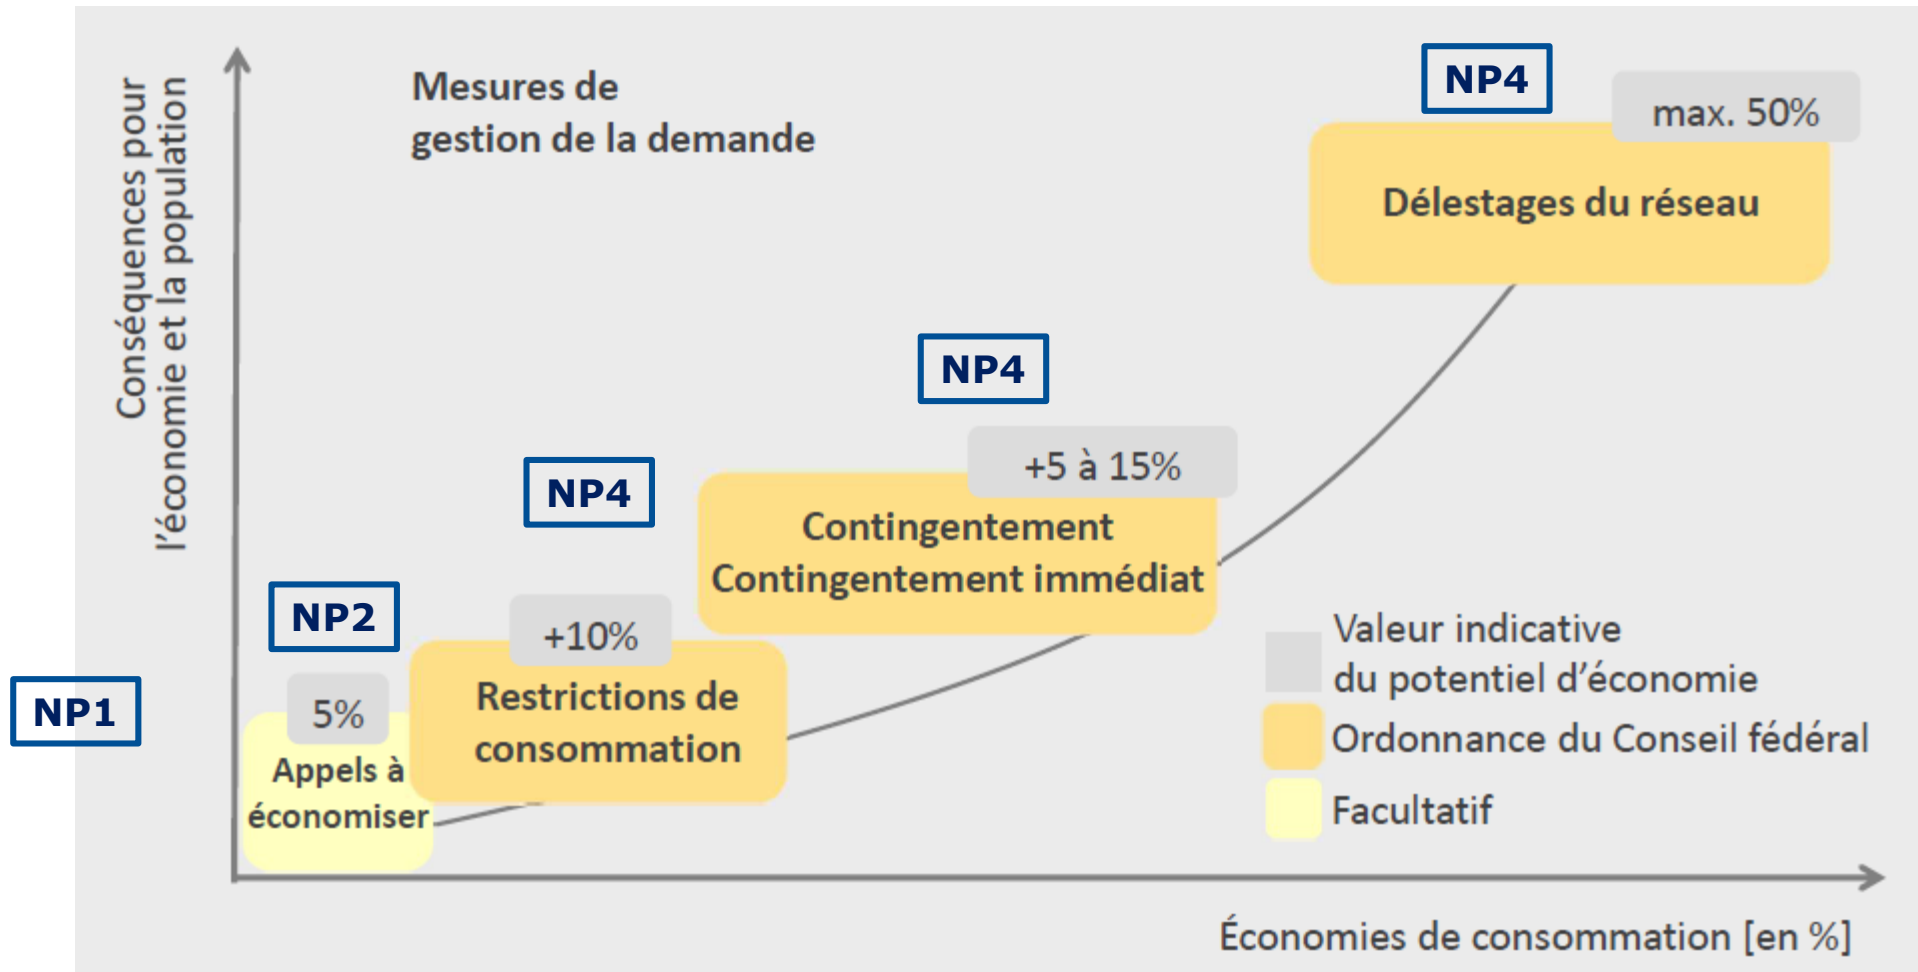 Mesures de
gestion de la demande
Conséquences pour
l'économie et la population
NP4
max. 50%
Délestages du réseau
NP4
+5 à 15%
Contingentement
Contingentement immédiat
NP4
+10%
Restrictions de
consommation
NP2
NP1
5%
Appels à
économiser
Valeur indicative
du potentiel d'économie
Ordonnance du Conseil fédéral
Facultatif
Économies de consommation [en %]